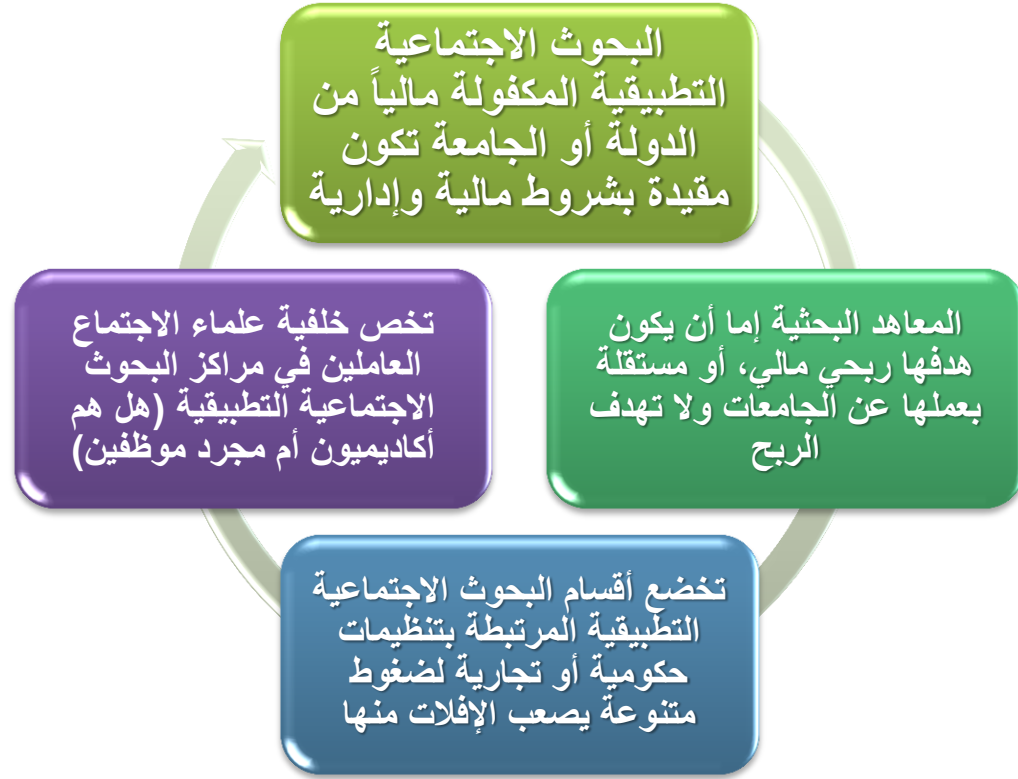 البحوث الاجتماعية
التطبيقية المكفولة مالياً من
الدولة أو الجامعة تكون
مقيدة بشروط مالية وإدارية
المعاهد البحثية إما أن يكون
هدفها ربحي مالي، أو مستقلة
بعملها عن الجامعات ولا تهدف
الربح
تخضع أقسام البحوث الاجتماعية
التطبيقية المرتبطة بتنظيمات
حكومية أو تجارية لضغوط
متنوعة يصعب الإفلات منها
تخص خلفية علماء الاجتماع
العاملين في مراكز البحوث
الاجتماعية التطبيقية (هل هم
أكاديميون أم مجرد موظفين)